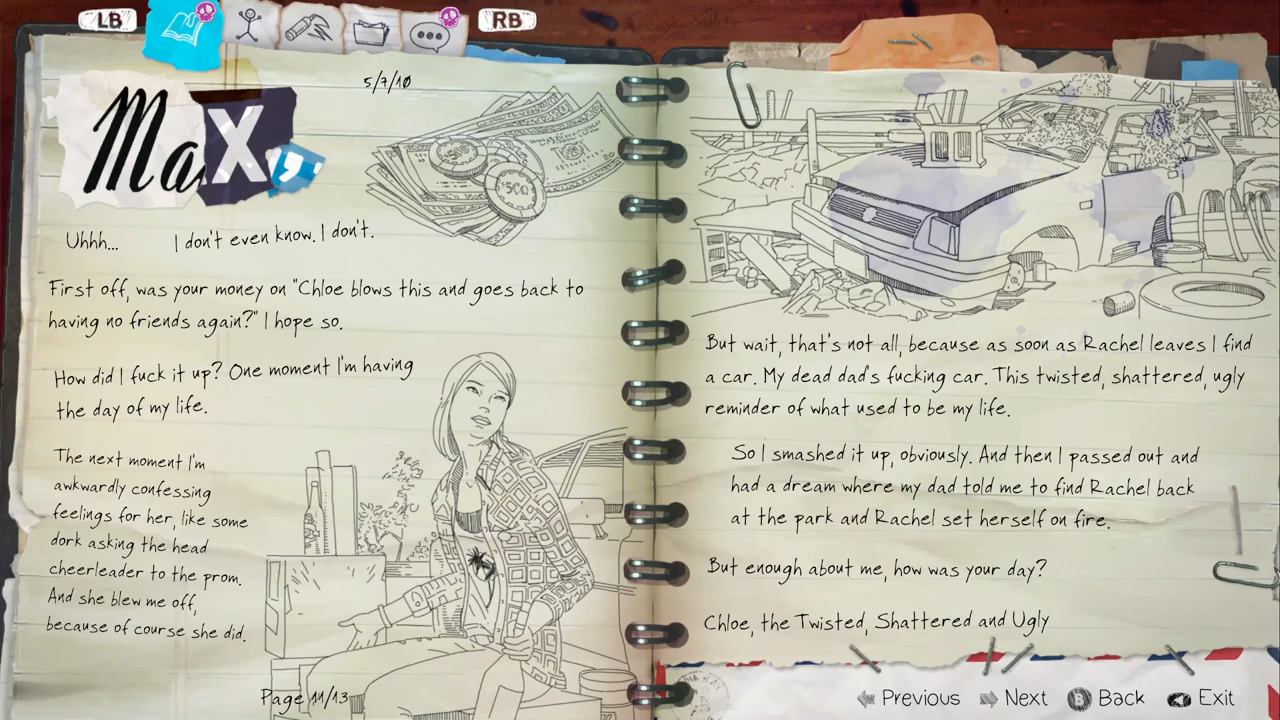 LB
RB
5/7/10
Max,
$500
Uhhh... I don't even know. I don't.
First off, was your money on "Chloe blows this and goes back to
having no friends again?" I hope so.
How did I fuck it up? One moment I'm having
the day of my life.
The next moment I'm
awkwardly confessing
feelings for her, like some
dork asking the head
cheerleader to the prom.
And she blew me off,
because of course she did.
Page 11/13
But wait, that's not all, because as soon as Rachel leaves I find
a car. My dead dad's fucking car. This twisted, shattered, ugly
reminder of what used to be my life.
So I smashed it up, obviously. And then I passed out and
had a dream where my dad told me to find Rachel back
at the park and Rachel set herself on fire.
But enough about me, how was your day?
Chloe, the Twisted, Shattered and Ugly
Previous Next B Back Exit